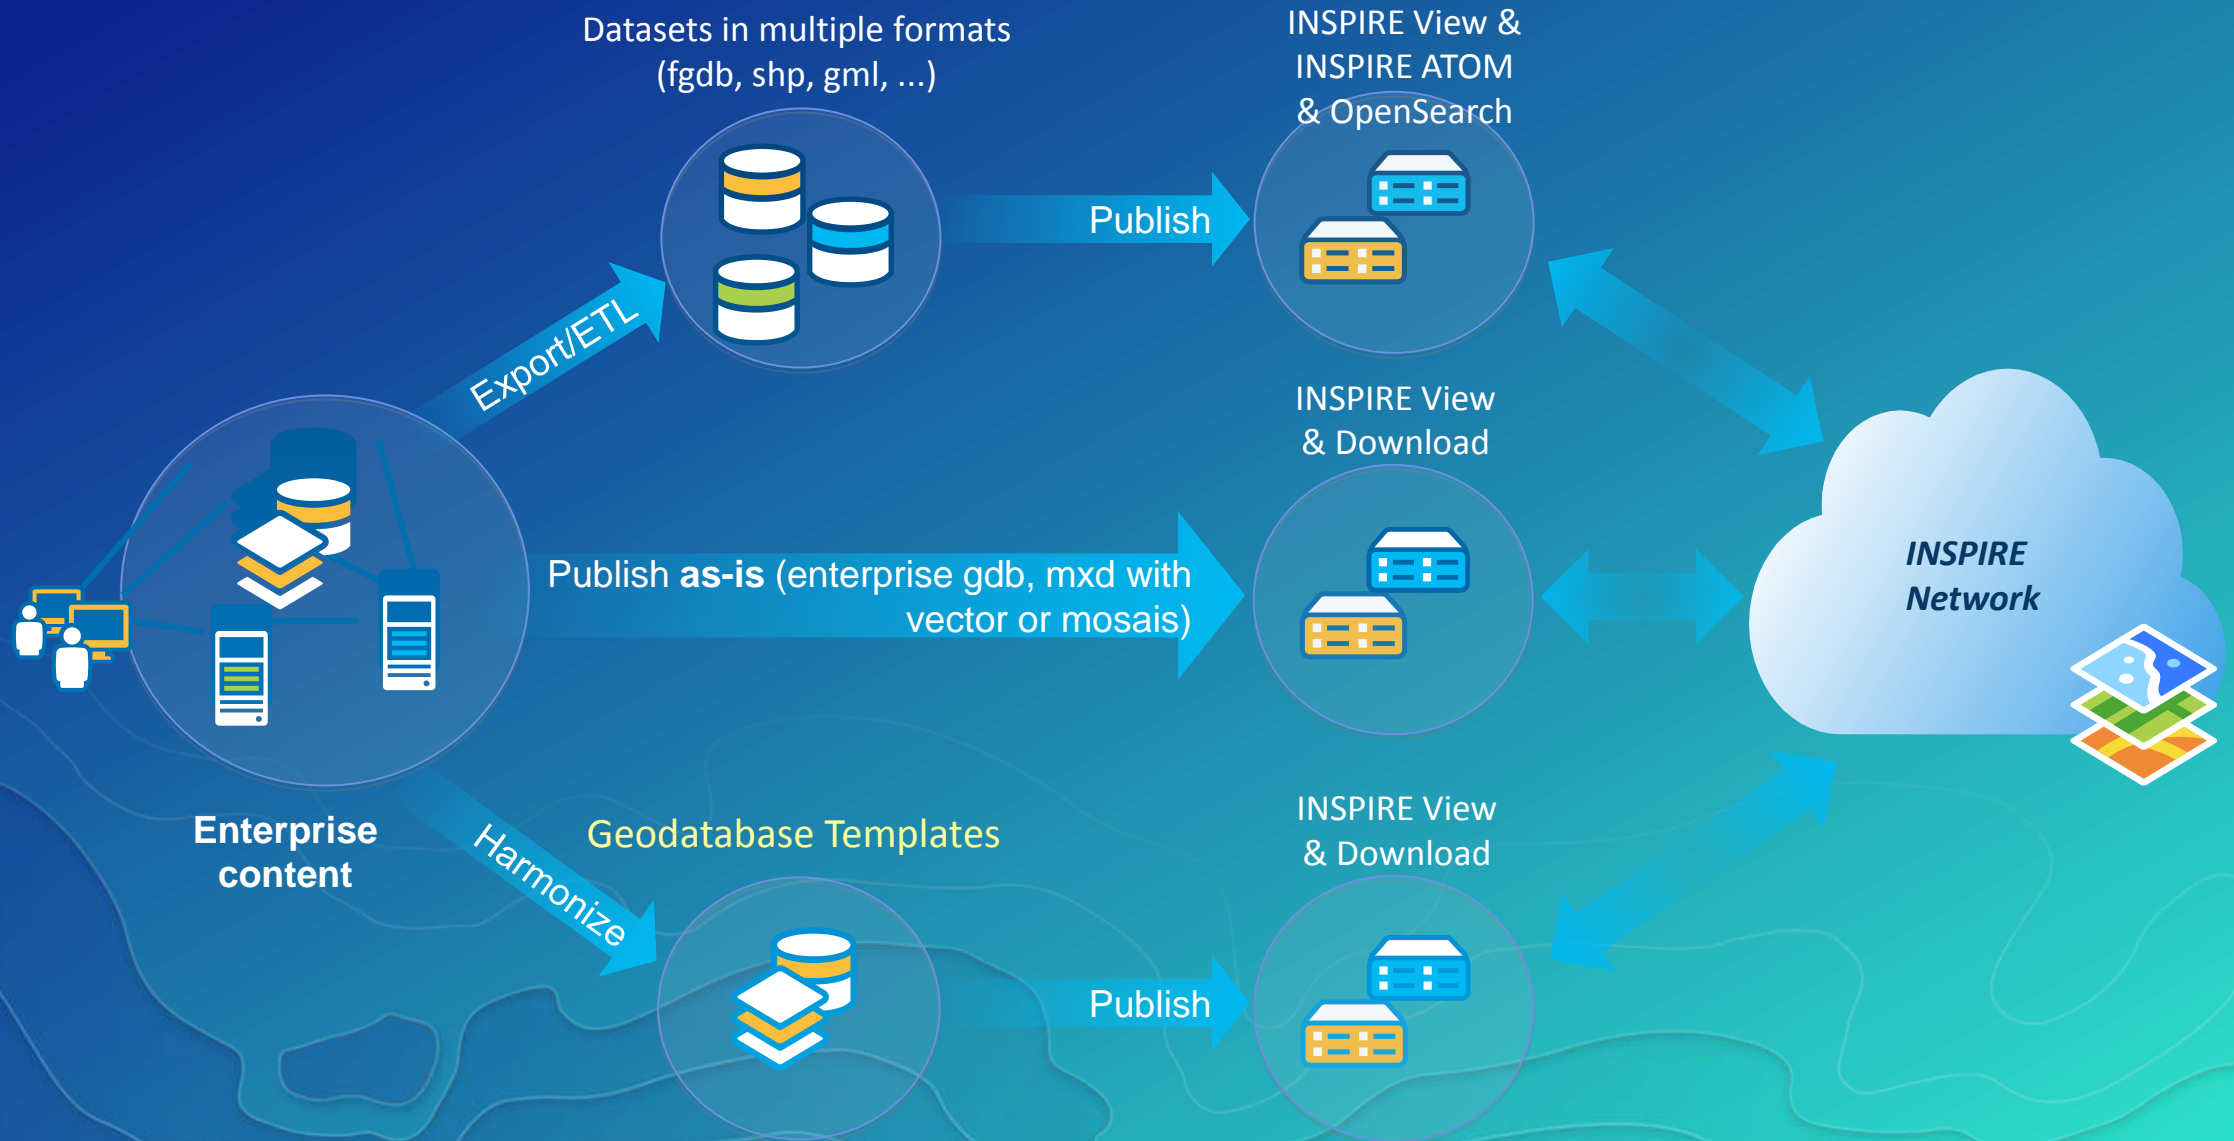 Datasets in multiple formats
(fgdb, shp, gml, ...)
INSPIRE View &
INSPIRE ATOM
& OpenSearch
Publish
Export/ETL
INSPIRE View
& Download
Publish as-is (enterprise gdb, mxd with
vector or mosais)
INSPIRE
Network
Enterprise
content
Harmonize
Geodatabase Templates
INSPIRE View
& Download
Publish